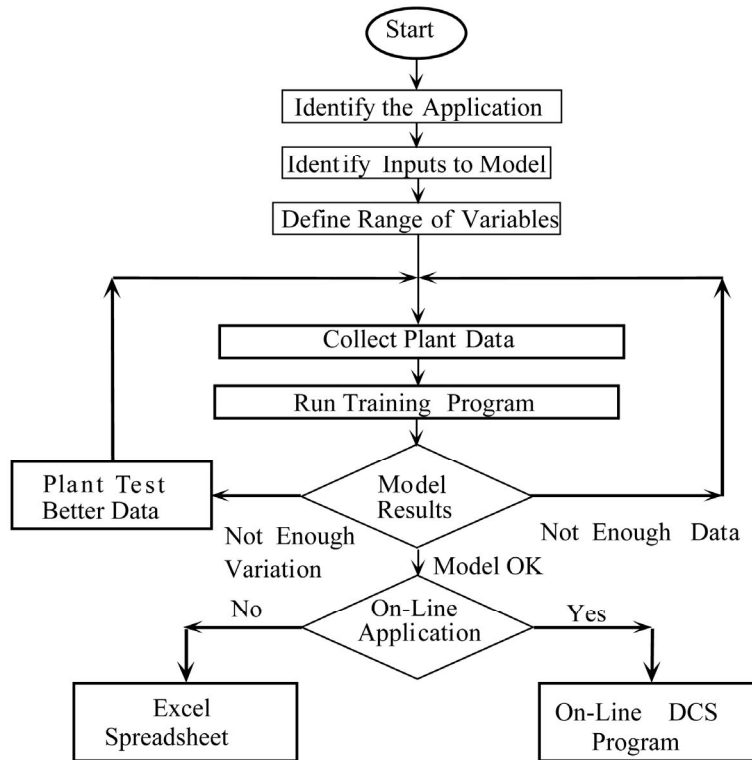 Start
Identify the Application
Identify Inputs to Model
Define Range of Variables
Collect Plant Data
Run Training Program
Plant Test
Better Data
Model
Results
Not Enough
Variation
Not Enough Data
Model OK
No
On-Line
Application
Yes
Excel
Spreadsheet
On-Line DCS
Program